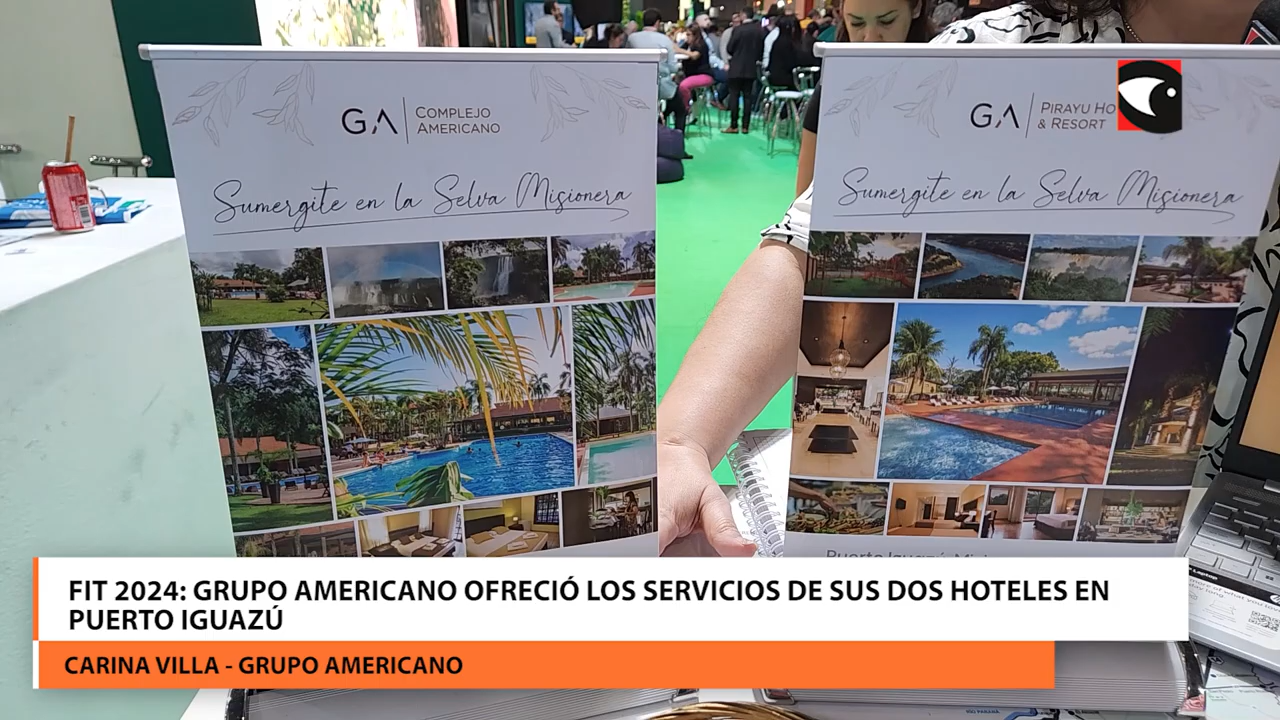 GA COMPLEJO
AMERICANO
Sumergite en la Selva Misionera
GA PIRAYU HO
& RESORT
Sumergite en la Selva Misionera
FIT 2024: GRUPO AMERICANO OFRECIÓ LOS SERVICIOS DE SUS DOS HOTELES EN
PUERTO IGUAZÚ
CARINA VILLA - GRUPO AMERICANO